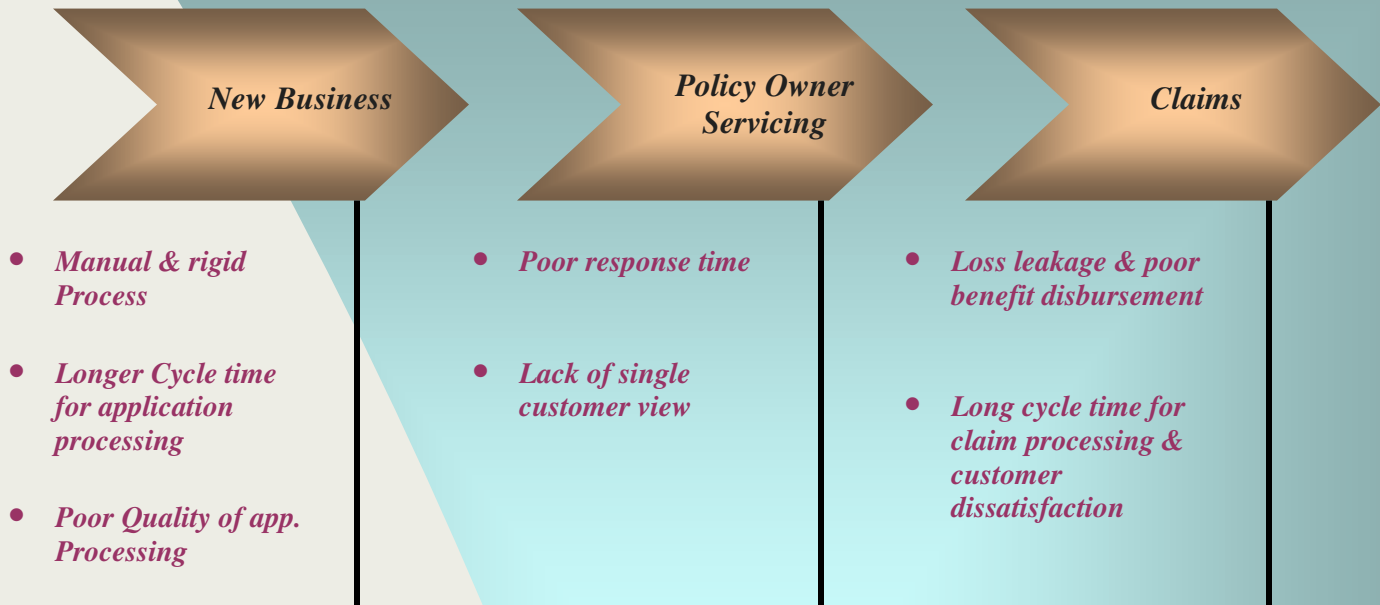 New Business
Policy Owner
Servicing
Claims
• Manual & rigid
Process
• Longer Cycle time
for application
processing
• Poor Quality of app.
Processing
• Poor response time
• Lack of single
customer view
• Loss leakage & poor
benefit disbursement
• Long cycle time for
claim processing &
customer
dissatisfaction